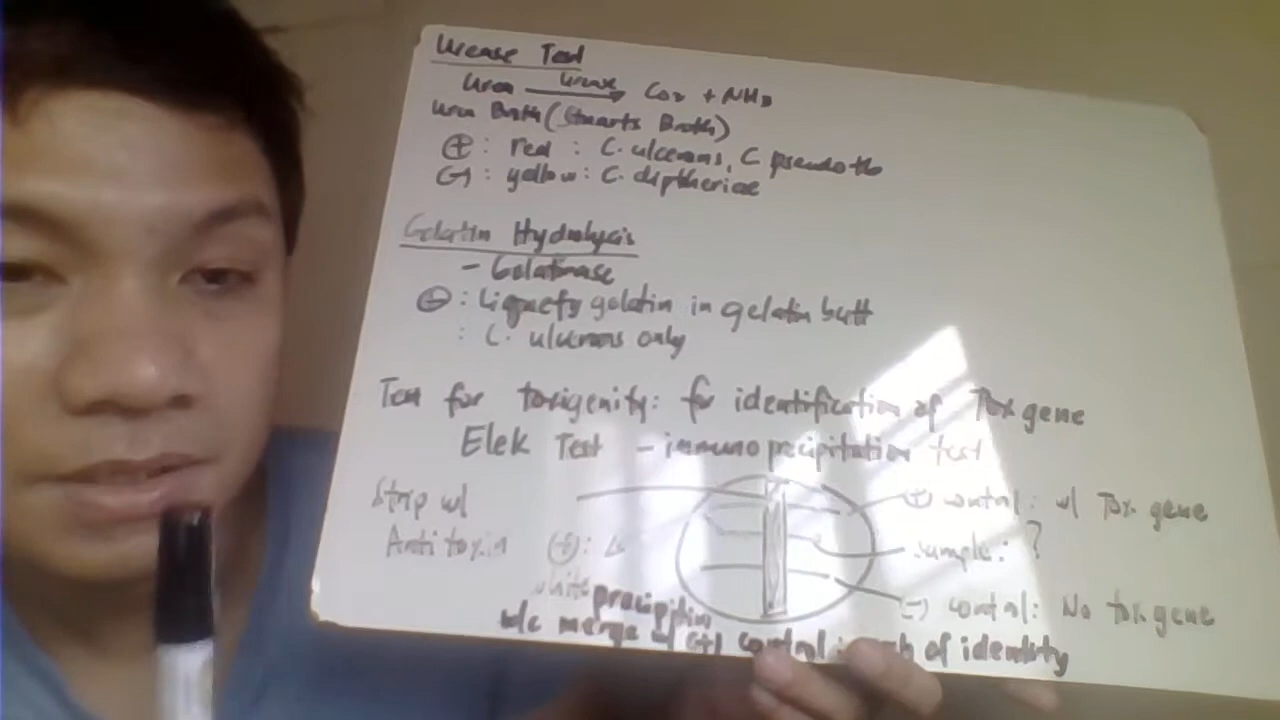 Urease Test
Urea urease → CO2 + NH3
Urea Broth (Stuarts Broth)
⊕ : red : C. ulcerans, C pseudotb
(-) : yellow : C. diptheriae
Gelatin Hydrolysis
- Gelatinase
⊕ : Liquefy gelatin in gelatin butt
: C. ulcerans only
Test for toxigenity: for identification of Tox gene
Elek Test - immunoprecipitation test
Strip w/
Antitoxin
(+) control: w/ Tox gene
sample: ?
(-) control: No tox gene
(+):
white precipitin
w/c merge w/ (+) control : of identity